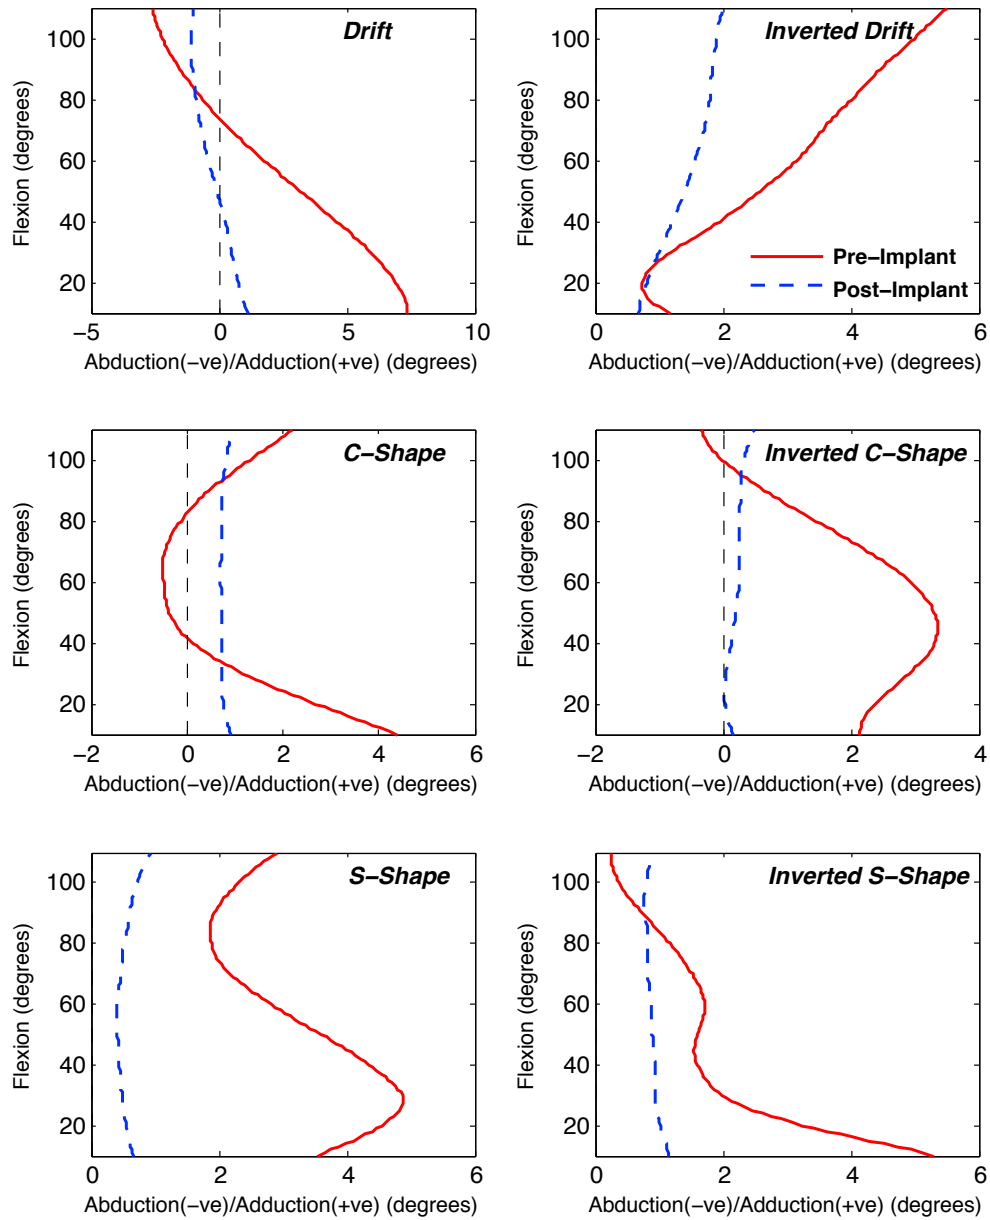 Drift
100
80
60
40
20
Flexion (degrees)
−5 0 5 10
Abduction(−ve)/Adduction(+ve) (degrees)
Inverted Drift
100
80
60
40
20
Flexion (degrees)
Pre−Implant
Post−Implant
0 2 4 6
Abduction(−ve)/Adduction(+ve) (degrees)
C−Shape
100
80
60
40
20
Flexion (degrees)
−2 0 2 4 6
Abduction(−ve)/Adduction(+ve) (degrees)
Inverted C−Shape
100
80
60
40
20
Flexion (degrees)
−2 0 2 4
Abduction(−ve)/Adduction(+ve) (degrees)
S−Shape
100
80
60
40
20
Flexion (degrees)
0 2 4 6
Abduction(−ve)/Adduction(+ve) (degrees)
Inverted S−Shape
100
80
60
40
20
Flexion (degrees)
0 2 4 6
Abduction(−ve)/Adduction(+ve) (degrees)